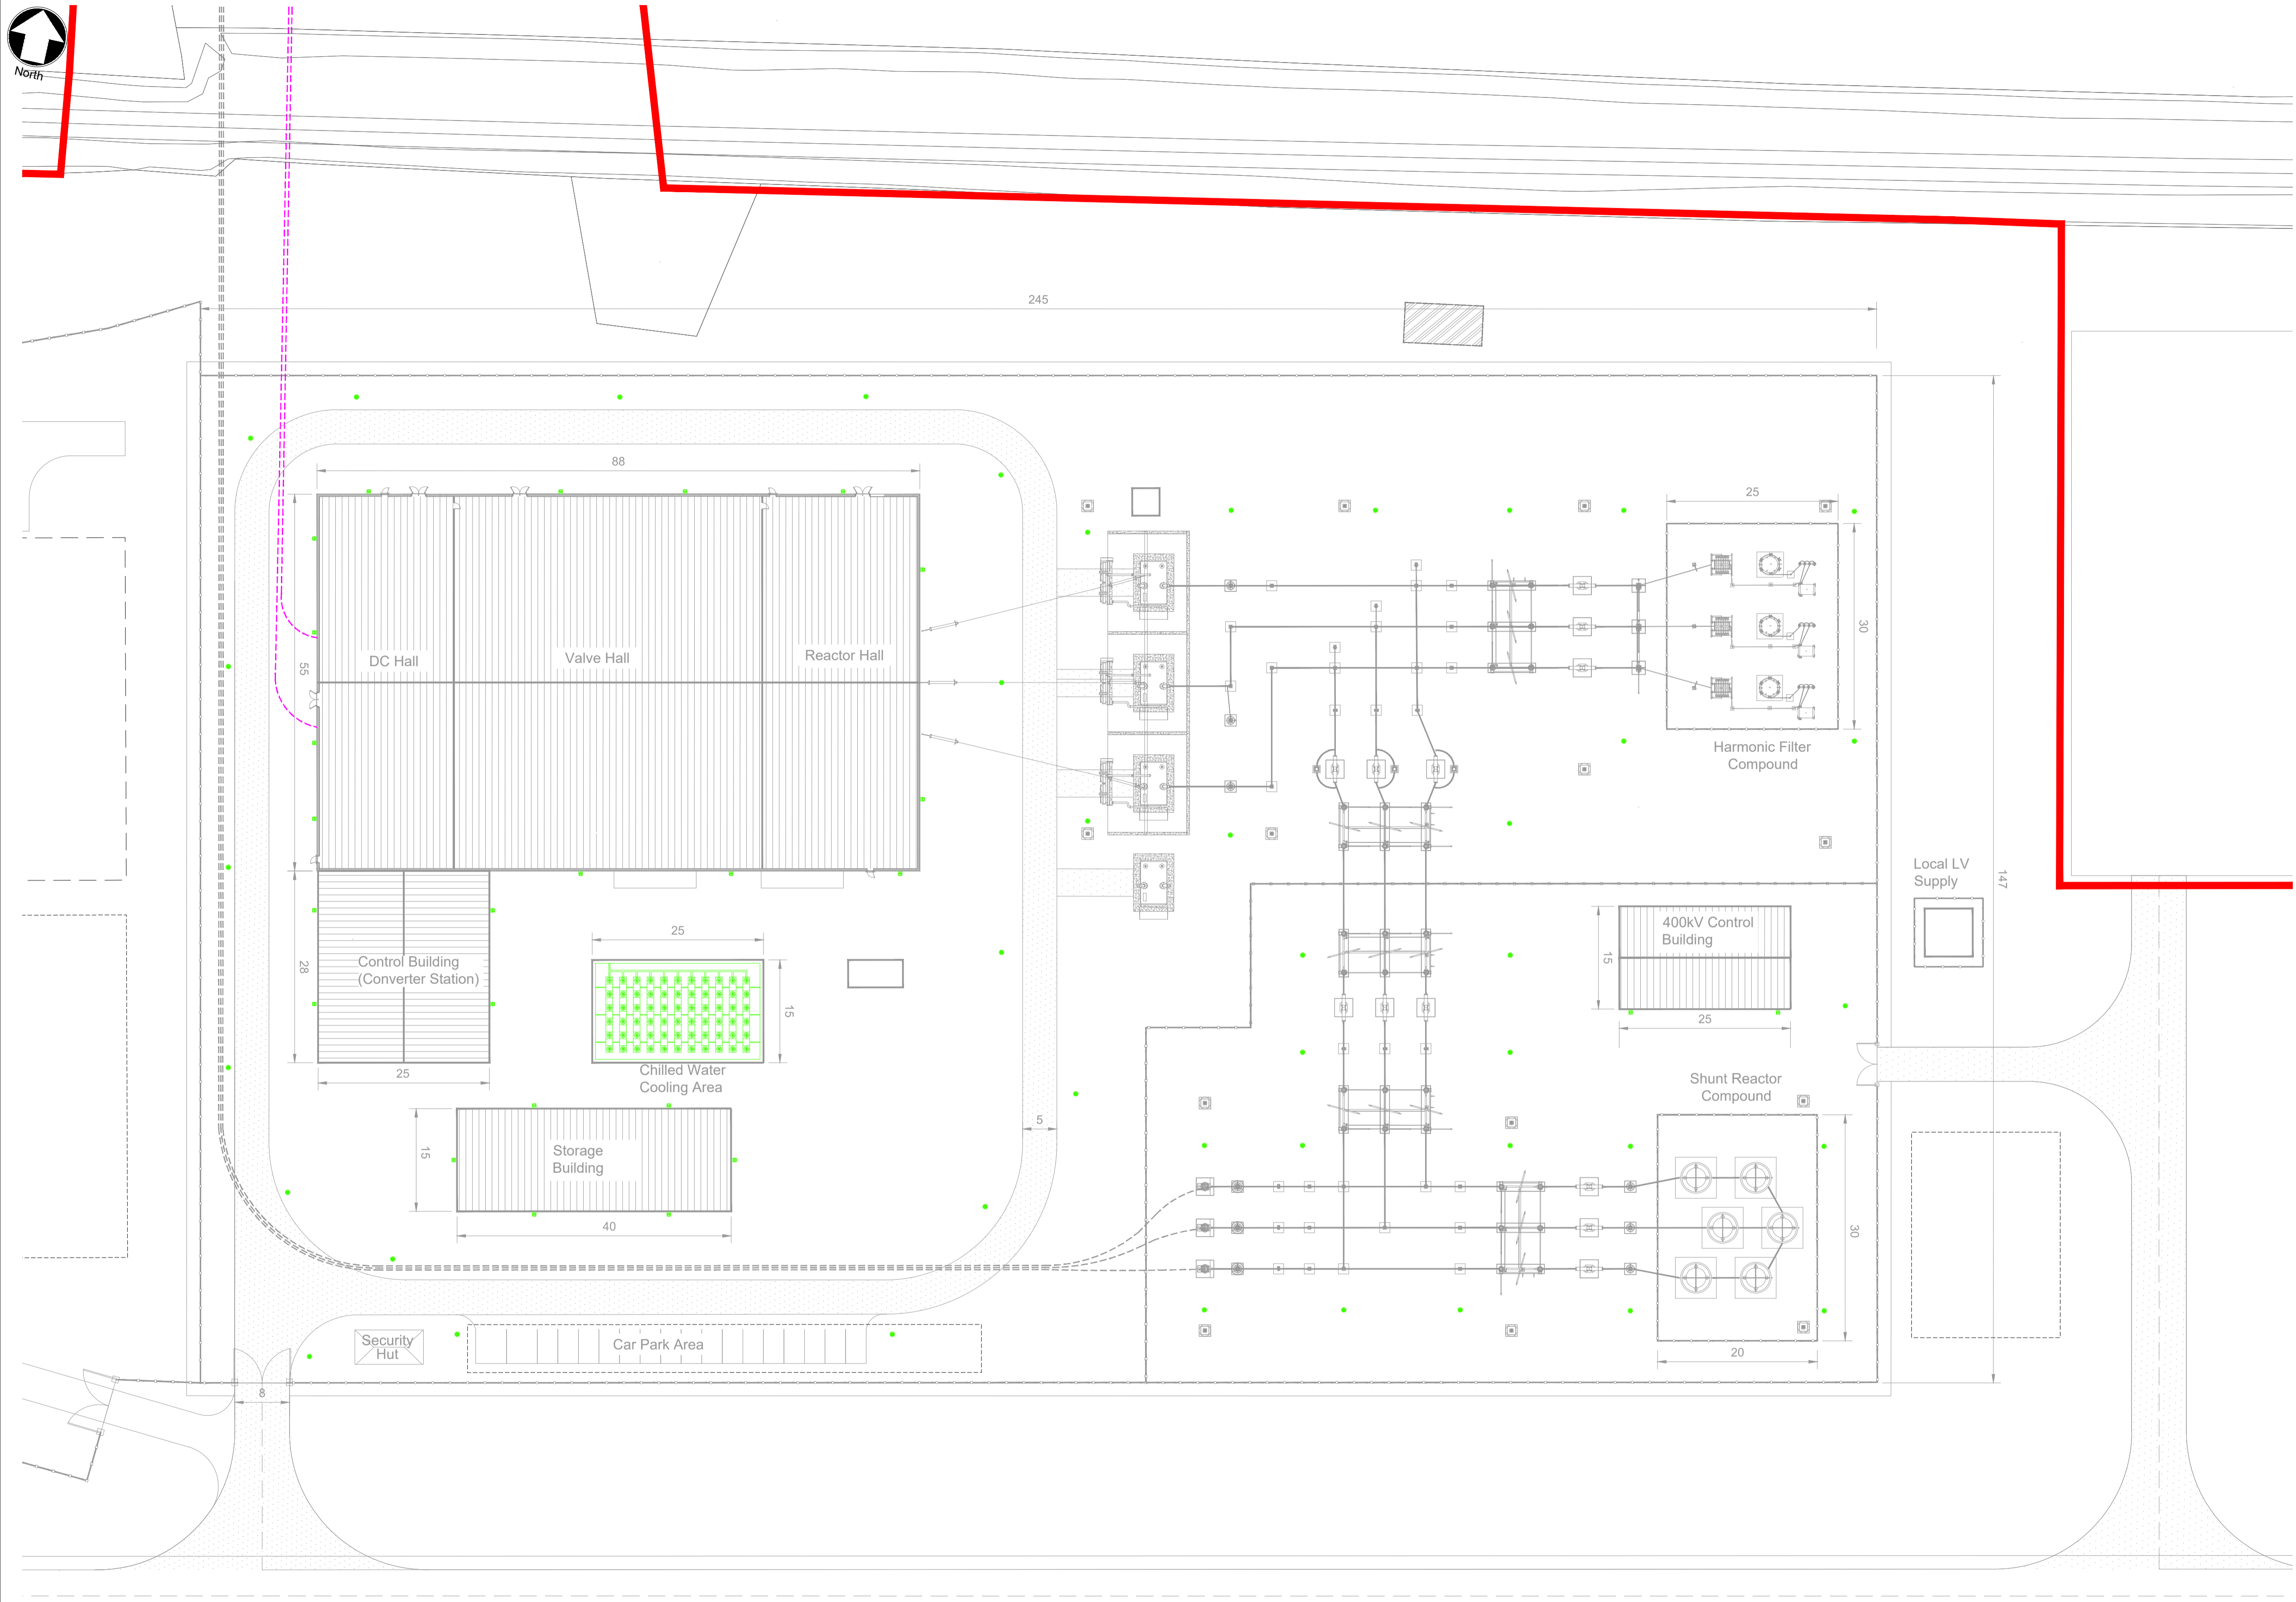 North
245
88
25
55
DC Hall
Valve Hall
Reactor Hall
30
Harmonic Filter
Compound
Local LV
Supply
147
400kV Control
Building
15
25
25
Control Building
(Converter Station)
28
15
25
Chilled Water
Cooling Area
Shunt Reactor
Compound
5
15
Storage
Building
40
30
20
Security
Hut
Car Park Area
8